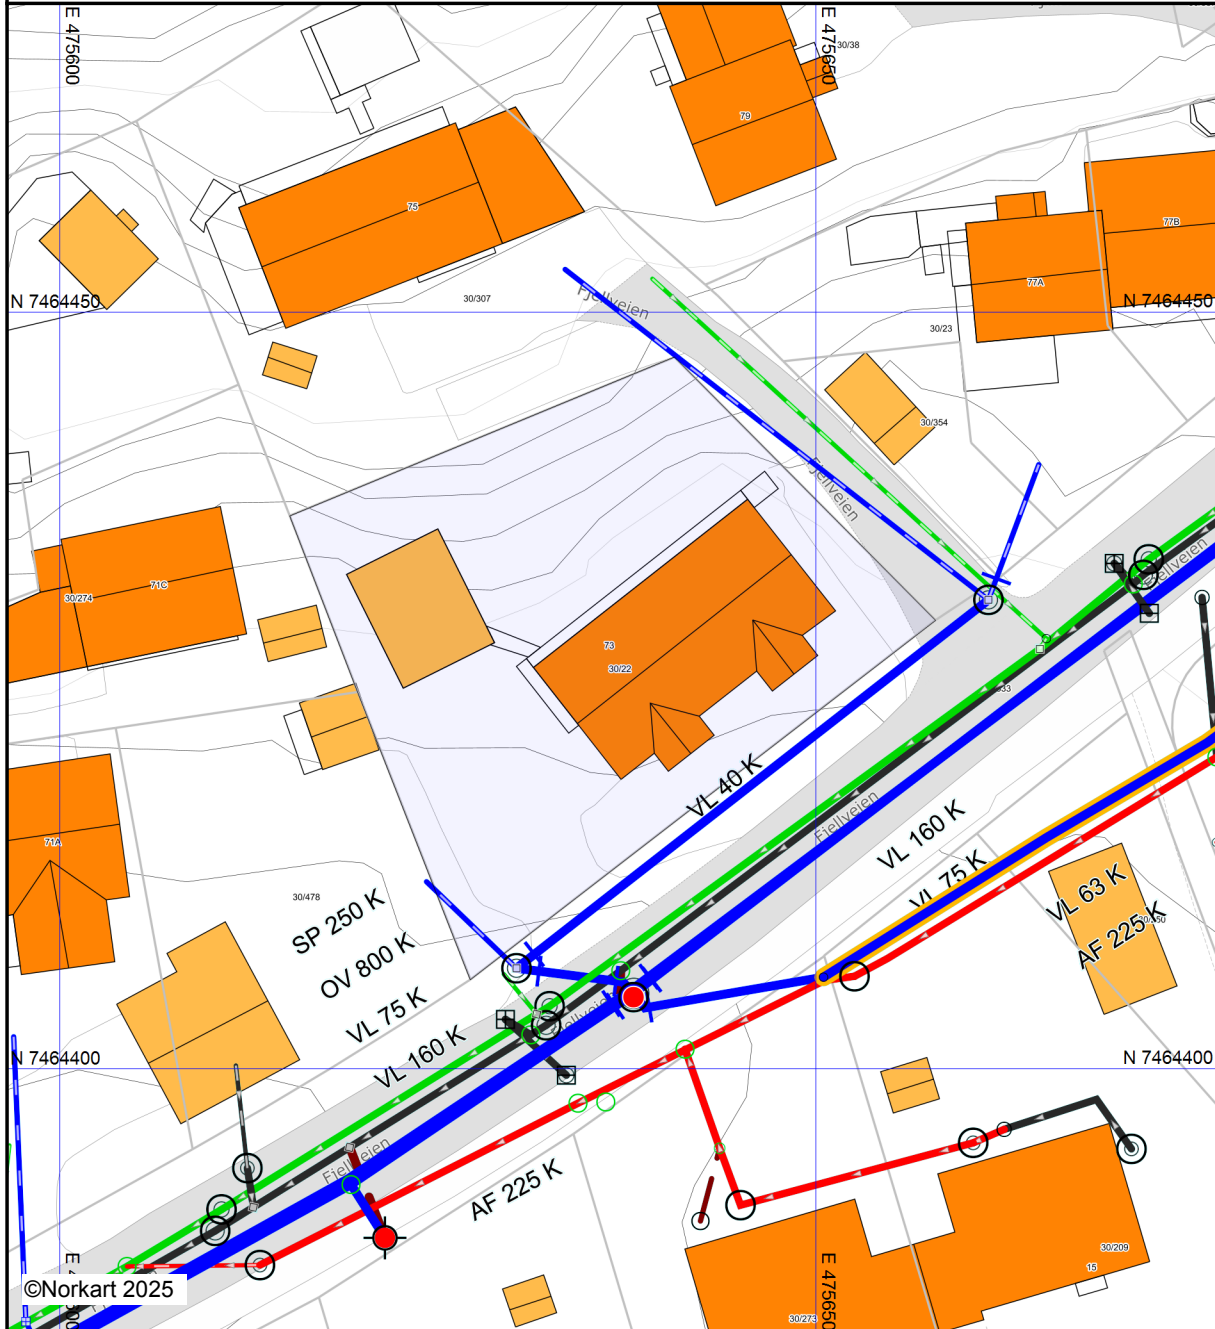 E 475600
E 475650
30/38
79
75
77B
77A
N 7464450
N 7464450
30/307
Fjellveien
30/23
30/354
Fjellveien
Fjellveien
71C
30/274
73
30/22
VL 40 K
Fjellveien
VL 160 K
VL 75 K
VL 63 K
AF 225 K
71A
30/478
SP 250 K
OV 800 K
VL 75 K
VL 160 K
Fjellveien
N 7464400
N 7464400
Fjellveien
AF 225 K
30/209
15
30/273
E 475650
©Norkart 2025